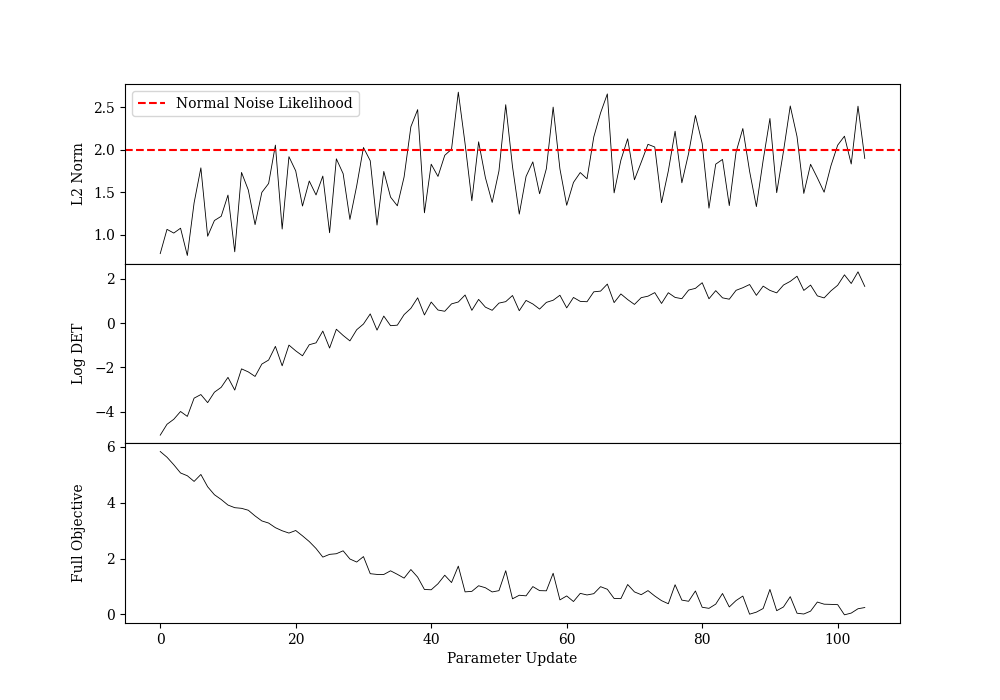 Normal Noise Likelihood
L2 Norm
2.5
2.0
1.5
1.0
Log DET
2
0
−2
−4
Full Objective
6
4
2
0
0 20 40 60 80 100
Parameter Update